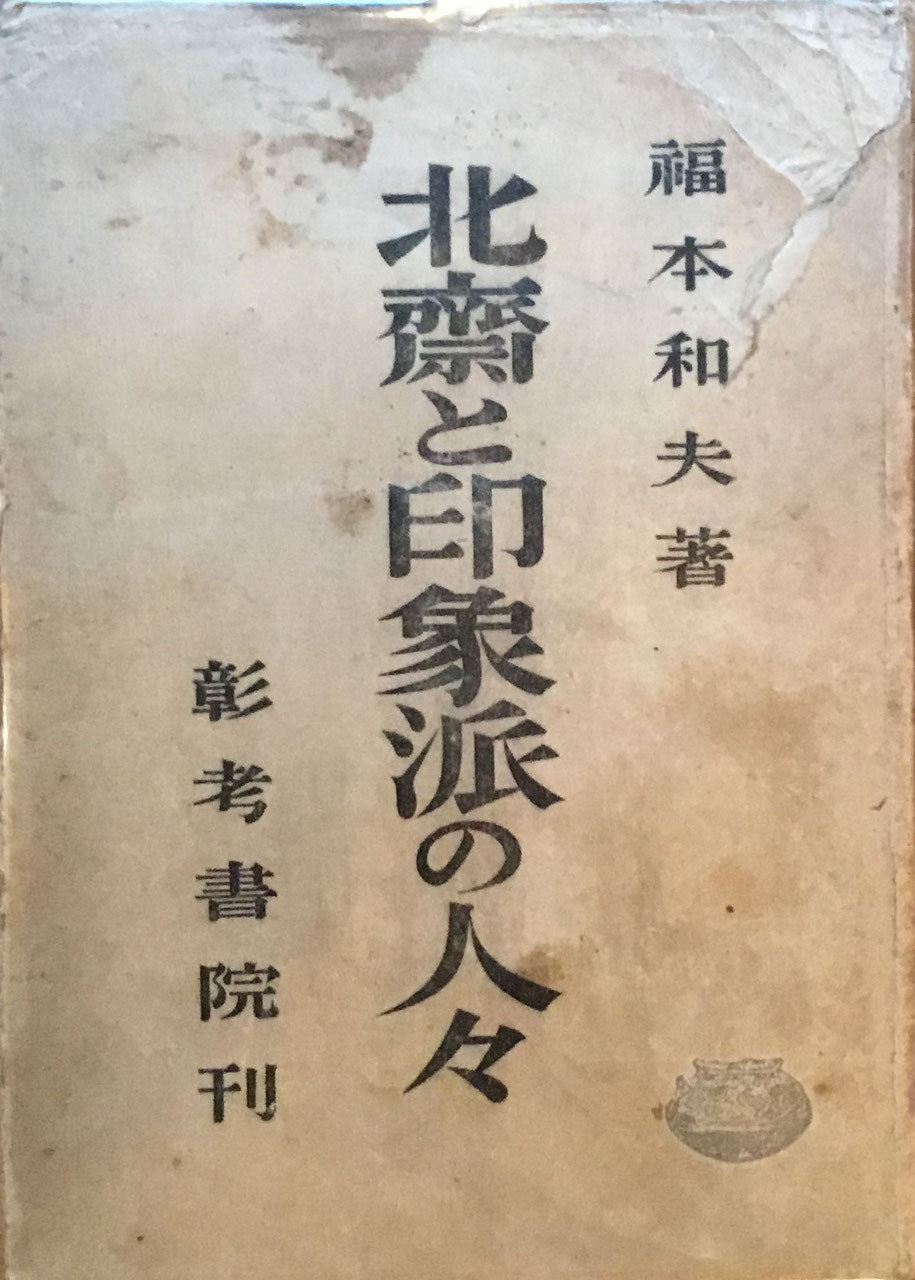 福本和夫著
北齋と印象派の人々
彰考書院刊